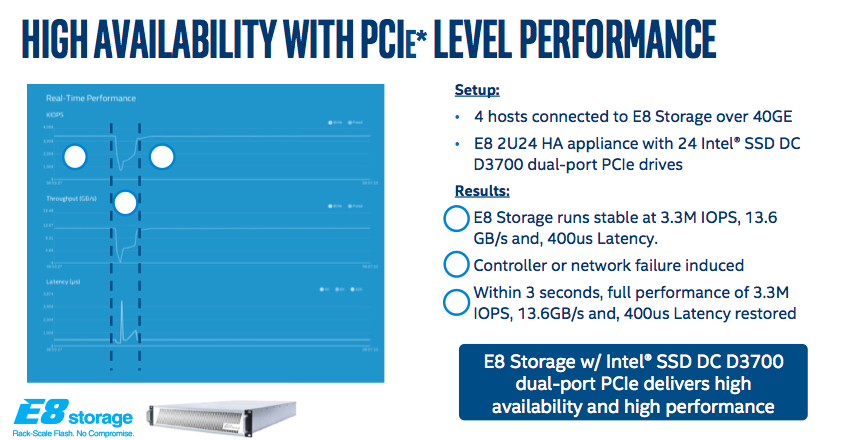 HIGH AVAILABILITY WITH PCIE* LEVEL PERFORMANCE
Real-Time Performance
KIOPS
Throughput (GB/s)
Latency (µs)
Setup:
• 4 hosts connected to E8 Storage over 40GE
• E8 2U24 HA appliance with 24 Intel® SSD DC
D3700 dual-port PCIe drives
Results:
E8 Storage runs stable at 3.3M IOPS, 13.6
GB/s and, 400us Latency.
Controller or network failure induced
Within 3 seconds, full performance of 3.3M
IOPS, 13.6GB/s and, 400us Latency restored
E8 Storage w/ Intel® SSD DC D3700
dual-port PCIe delivers high
availability and high performance
E8 storage
Rack-Scale Flash. No Compromise.